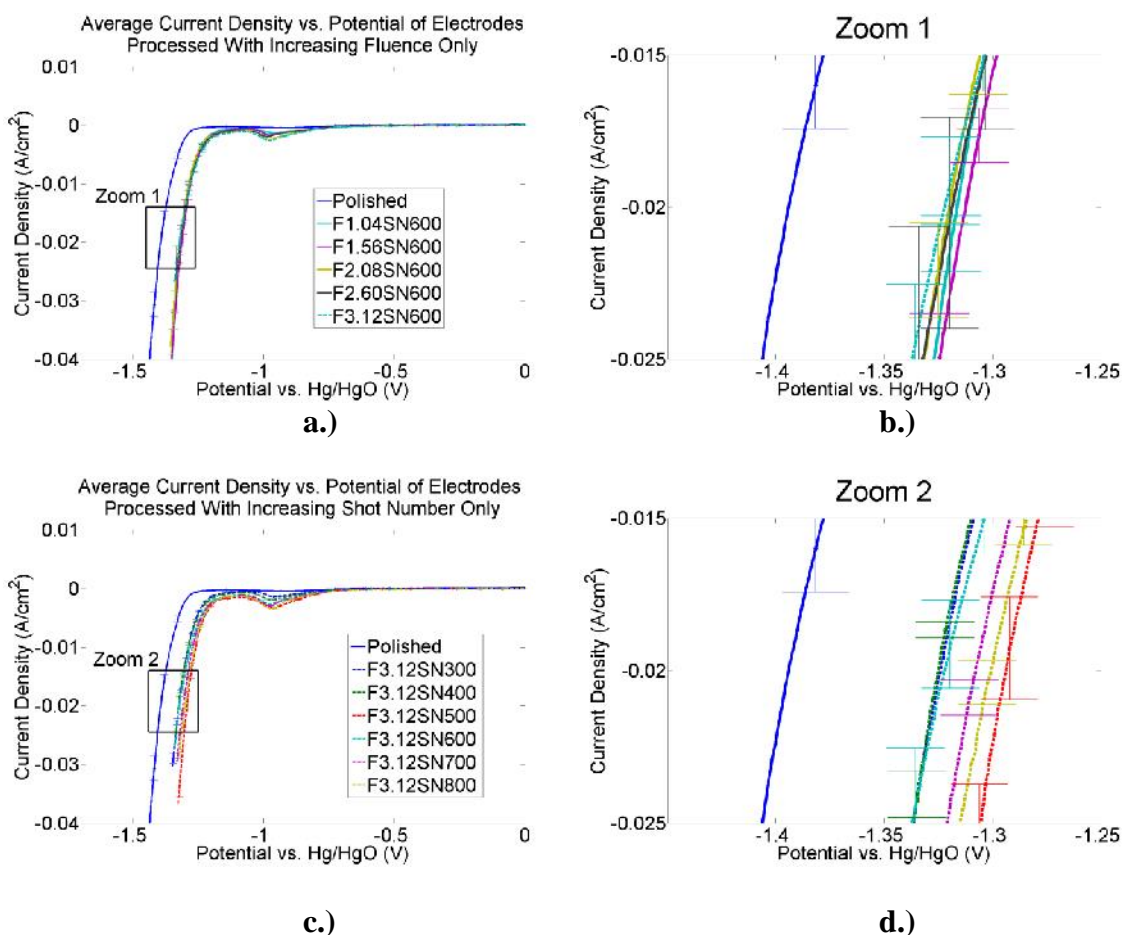 Average Current Density vs. Potential of Electrodes
Processed With Increasing Fluence Only
0.01
0
-0.01
-0.02
-0.03
-0.04
Current Density (A/cm²)
Zoom 1
Polished
F1.04SN600
F1.56SN600
F2.08SN600
F2.60SN600
F3.12SN600
-1.5
-1
-0.5
0
Potential vs. Hg/HgO (V)
a.)
Zoom 1
-0.015
-0.02
-0.025
Current Density (A/cm²)
-1.4
-1.35
-1.3
-1.25
Potential vs. Hg/HgO (V)
b.)
Average Current Density vs. Potential of Electrodes
Processed With Increasing Shot Number Only
0.01
0
-0.01
-0.02
-0.03
-0.04
Current Density (A/cm²)
Zoom 2
Polished
F3.12SN300
F3.12SN400
F3.12SN500
F3.12SN600
F3.12SN700
F3.12SN800
-1.5
-1
-0.5
0
Potential vs. Hg/HgO (V)
c.)
Zoom 2
-0.015
-0.02
-0.025
Current Density (A/cm²)
-1.4
-1.35
-1.3
-1.25
Potential vs. Hg/HgO (V)
d.)